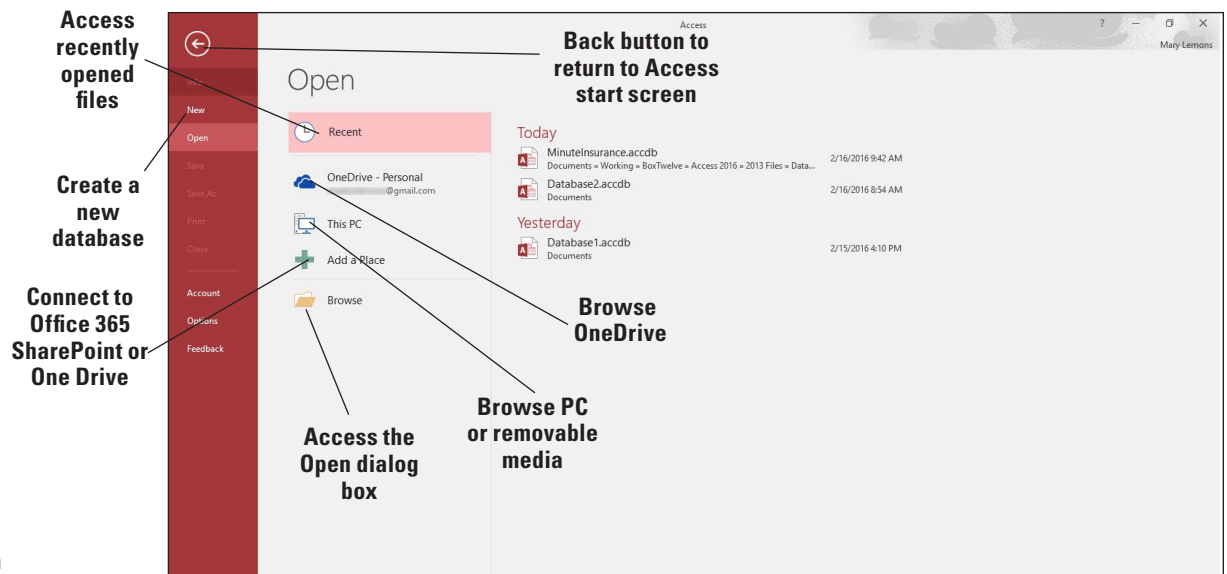 Access
recently
opened
files
Create a
new
database
Connect to
Office 365
SharePoint or
One Drive
Access
Back button to
return to Access
start screen
?
Mary Lemons
Info
New
Open
Save
Save As
Print
Close
Account
Options
Feedback
Open
Recent
OneDrive - Personal
@gmail.com
This PC
Add a Place
Browse
Today
MinuteInsurance.accdb
Documents » Working » BoxTwelve » Access 2016 » 2013 Files » Data...
2/16/2016 9:42 AM
Database2.accdb
Documents
2/16/2016 8:54 AM
Yesterday
Database1.accdb
Documents
2/15/2016 4:10 PM
Browse
OneDrive
Browse PC
or removable
media
Access the
Open dialog
box